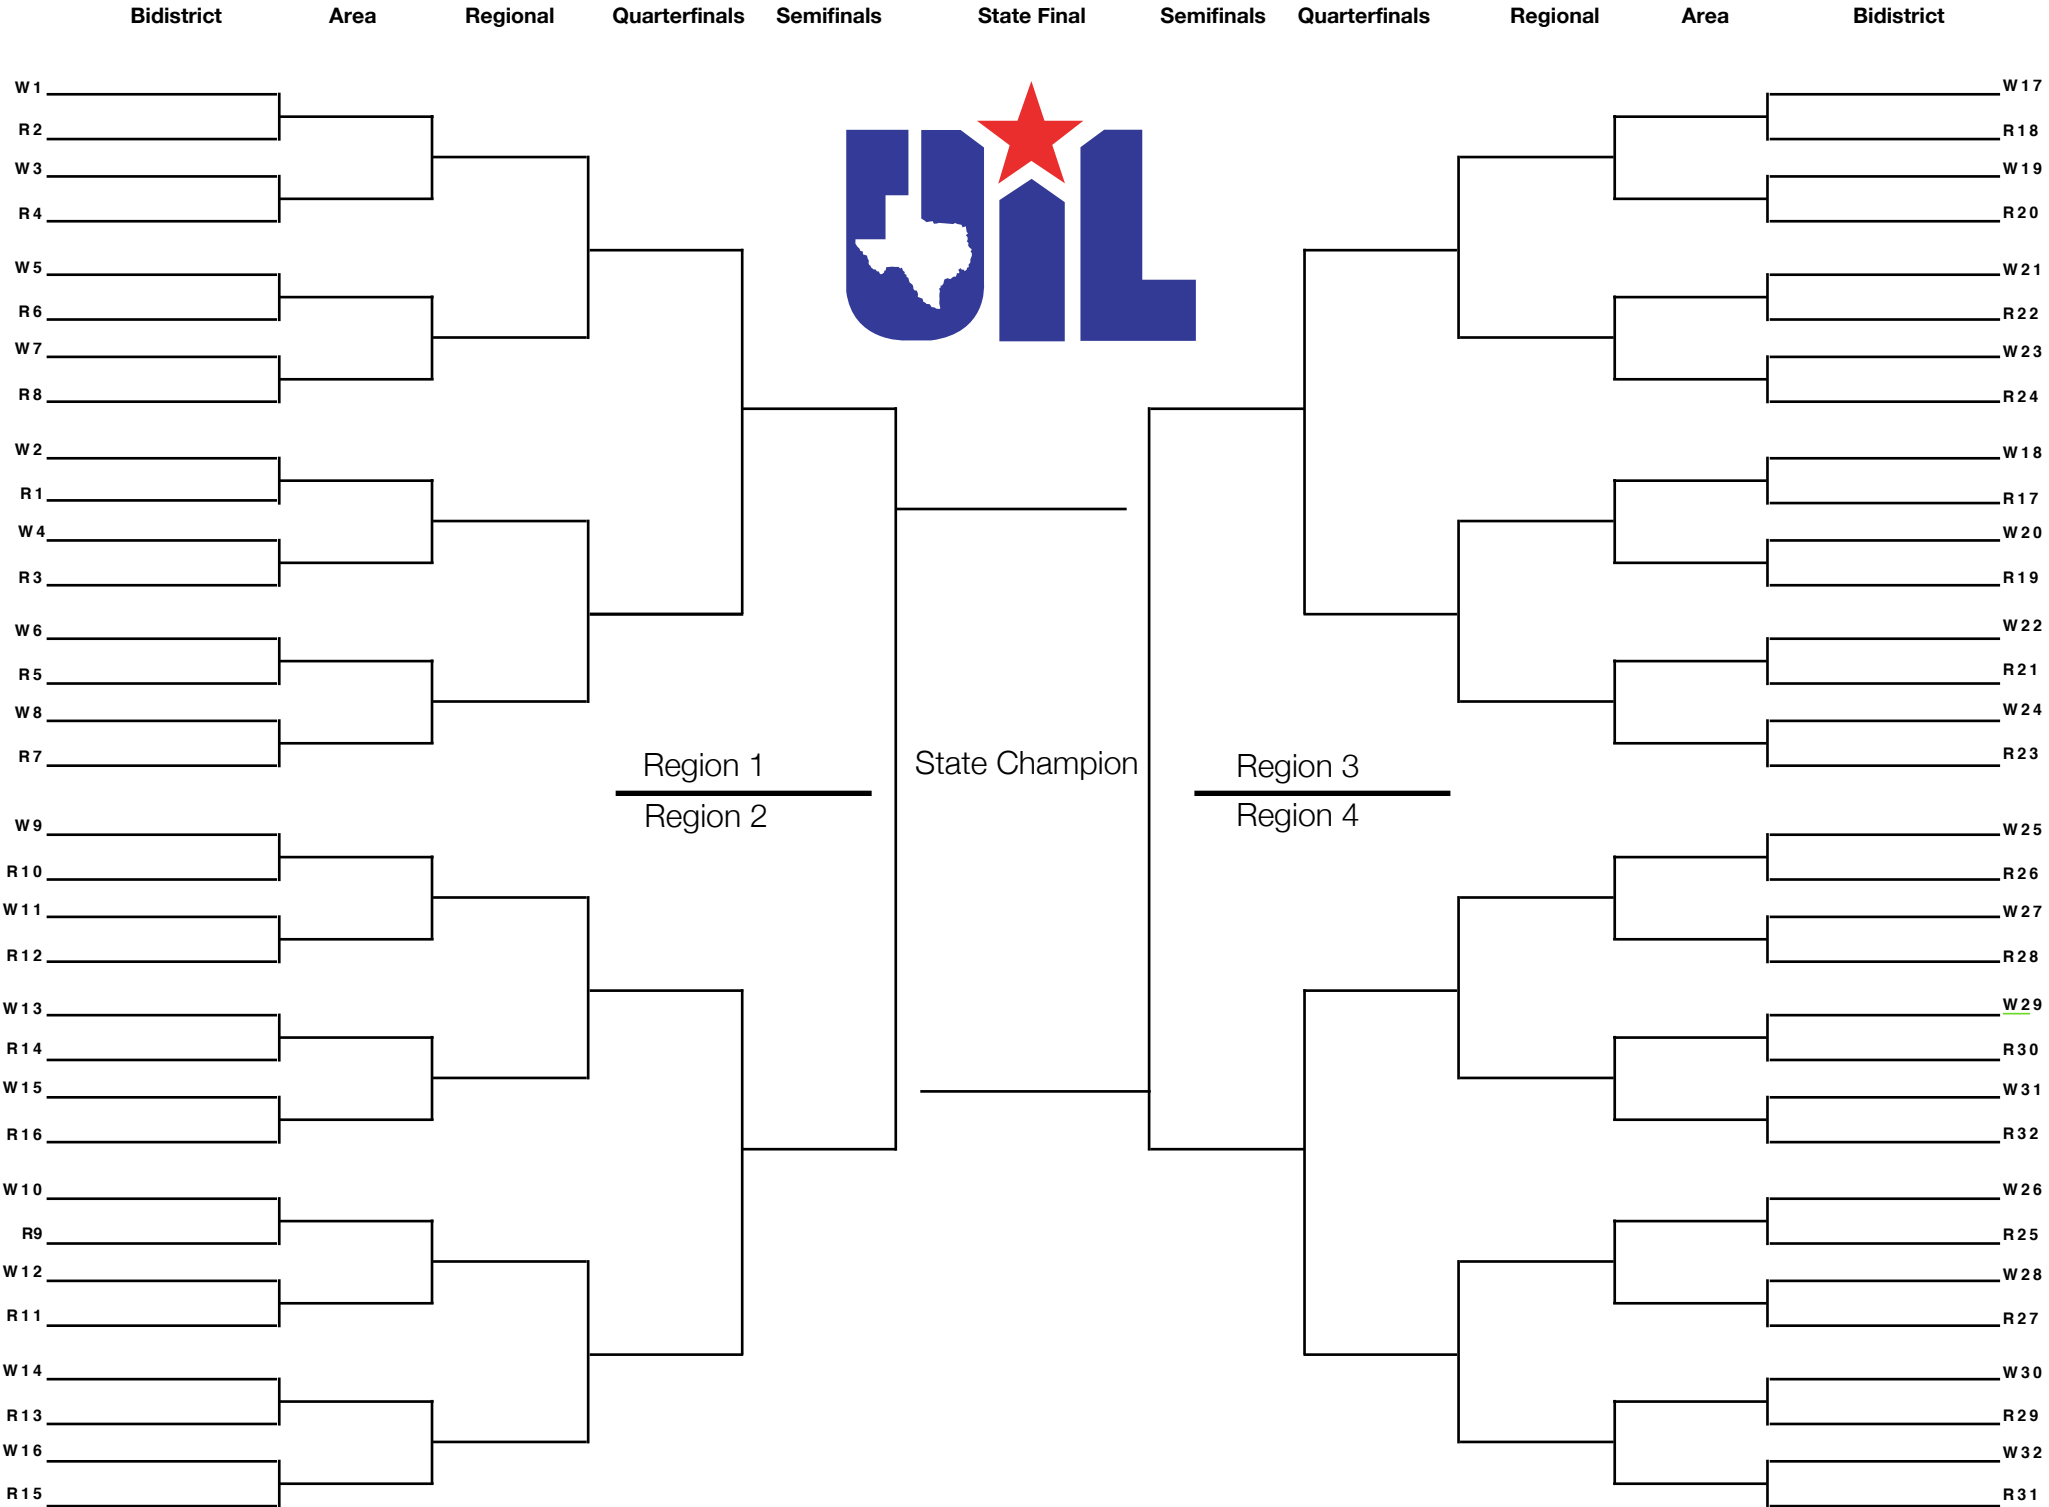 Bidistrict Area Regional Quarterfinals Semifinals State Final Semifinals Quarterfinals Regional Area Bidistrict
UIL
W1
R2
W3
R4
W5
R6
W7
R8
W2
R1
W4
R3
W6
R5
W8
R7
W9
R10
W11
R12
W13
R14
W15
R16
W10
R9
W12
R11
W14
R13
W16
R15
Region 1
Region 2
State Champion
Region 3
Region 4
W17
R18
W19
R20
W21
R22
W23
R24
W18
R17
W20
R19
W22
R21
W24
R23
W25
R26
W27
R28
W29
R30
W31
R32
W26
R25
W28
R27
W30
R29
W32
R31